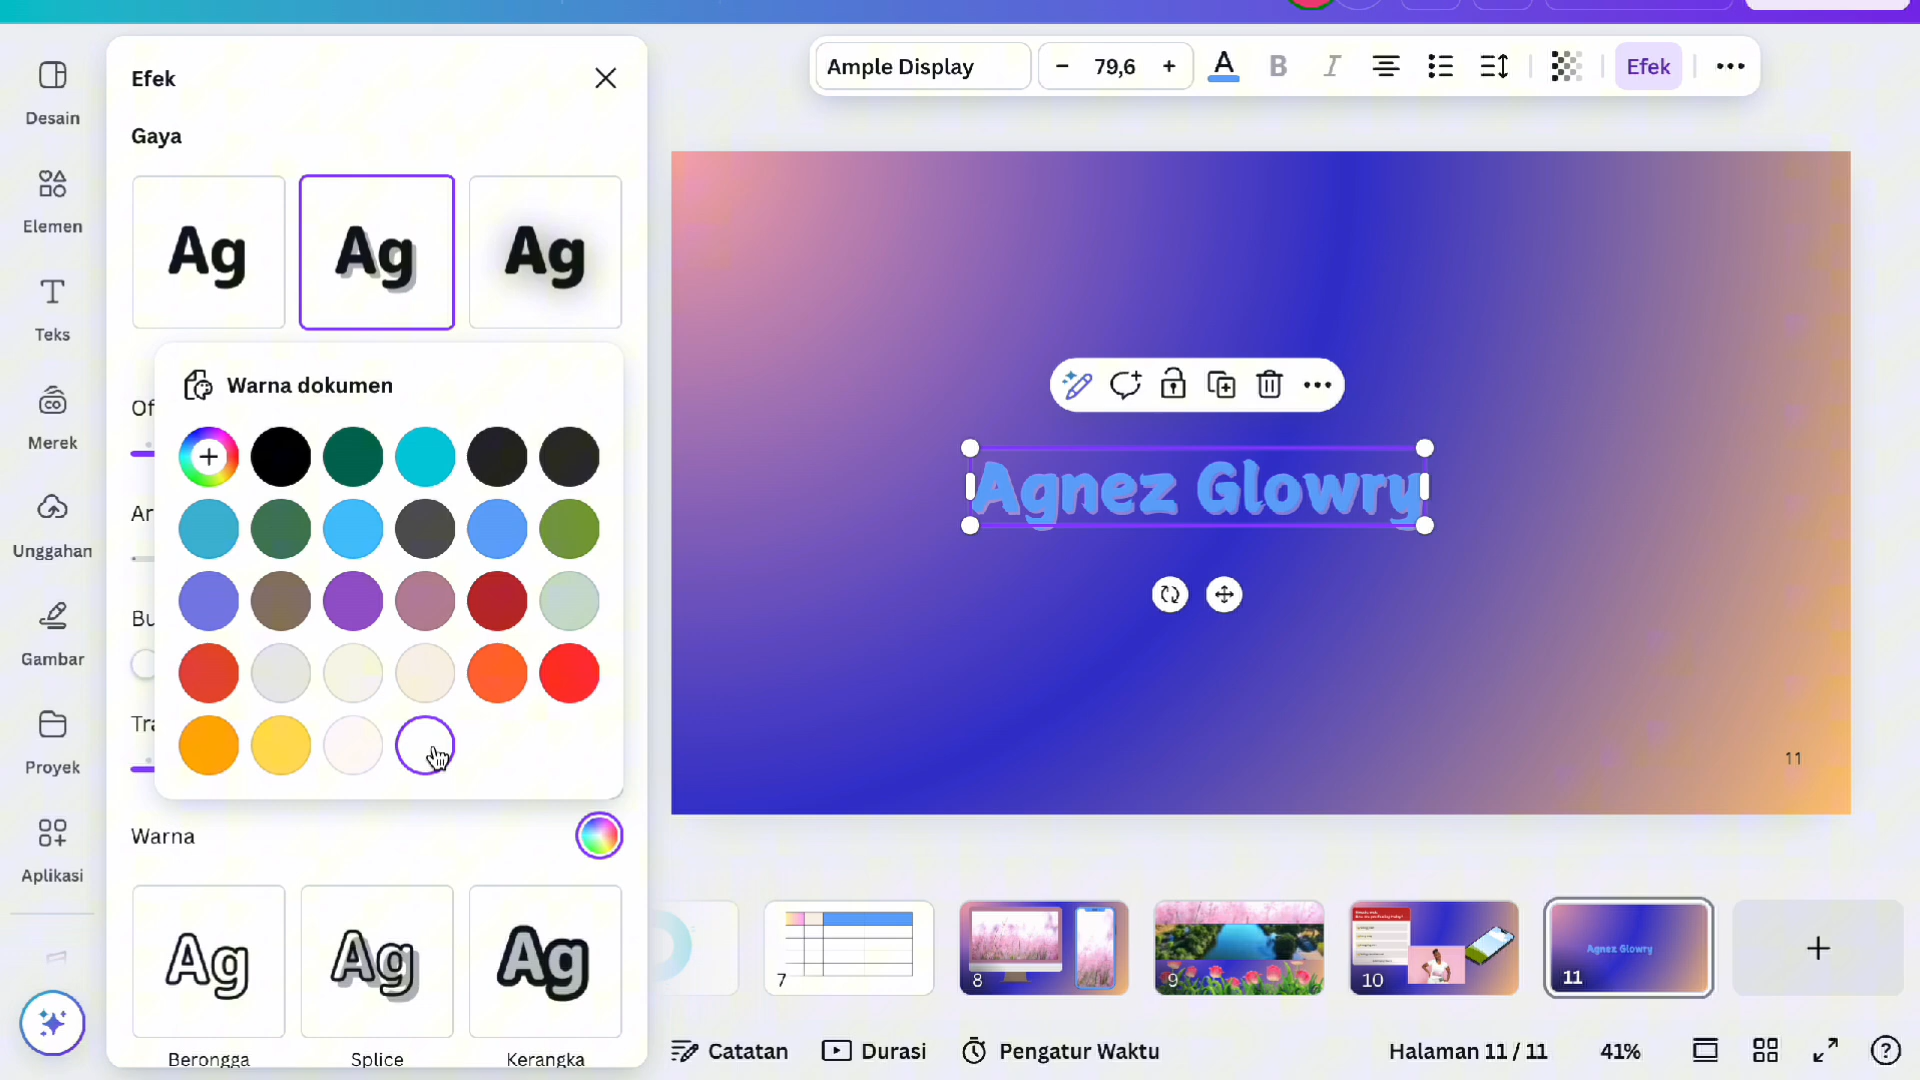 Efek
Gaya
Ag
Ag
Ag
Of
Ar
Bu
Tra
Warna dokumen
Warna
Ag
Ag
Ag
Berongga
Splice
Kerangka
Desain
Elemen
Teks
Merek
Unggahan
Gambar
Proyek
Aplikasi
Ample Display
79,6
A
B
I
Efek
Agnez Glowry
11
7
8
9
10
11
Agnez Glowry
Catatan
Durasi
Pengatur Waktu
Halaman 11 / 11
41%